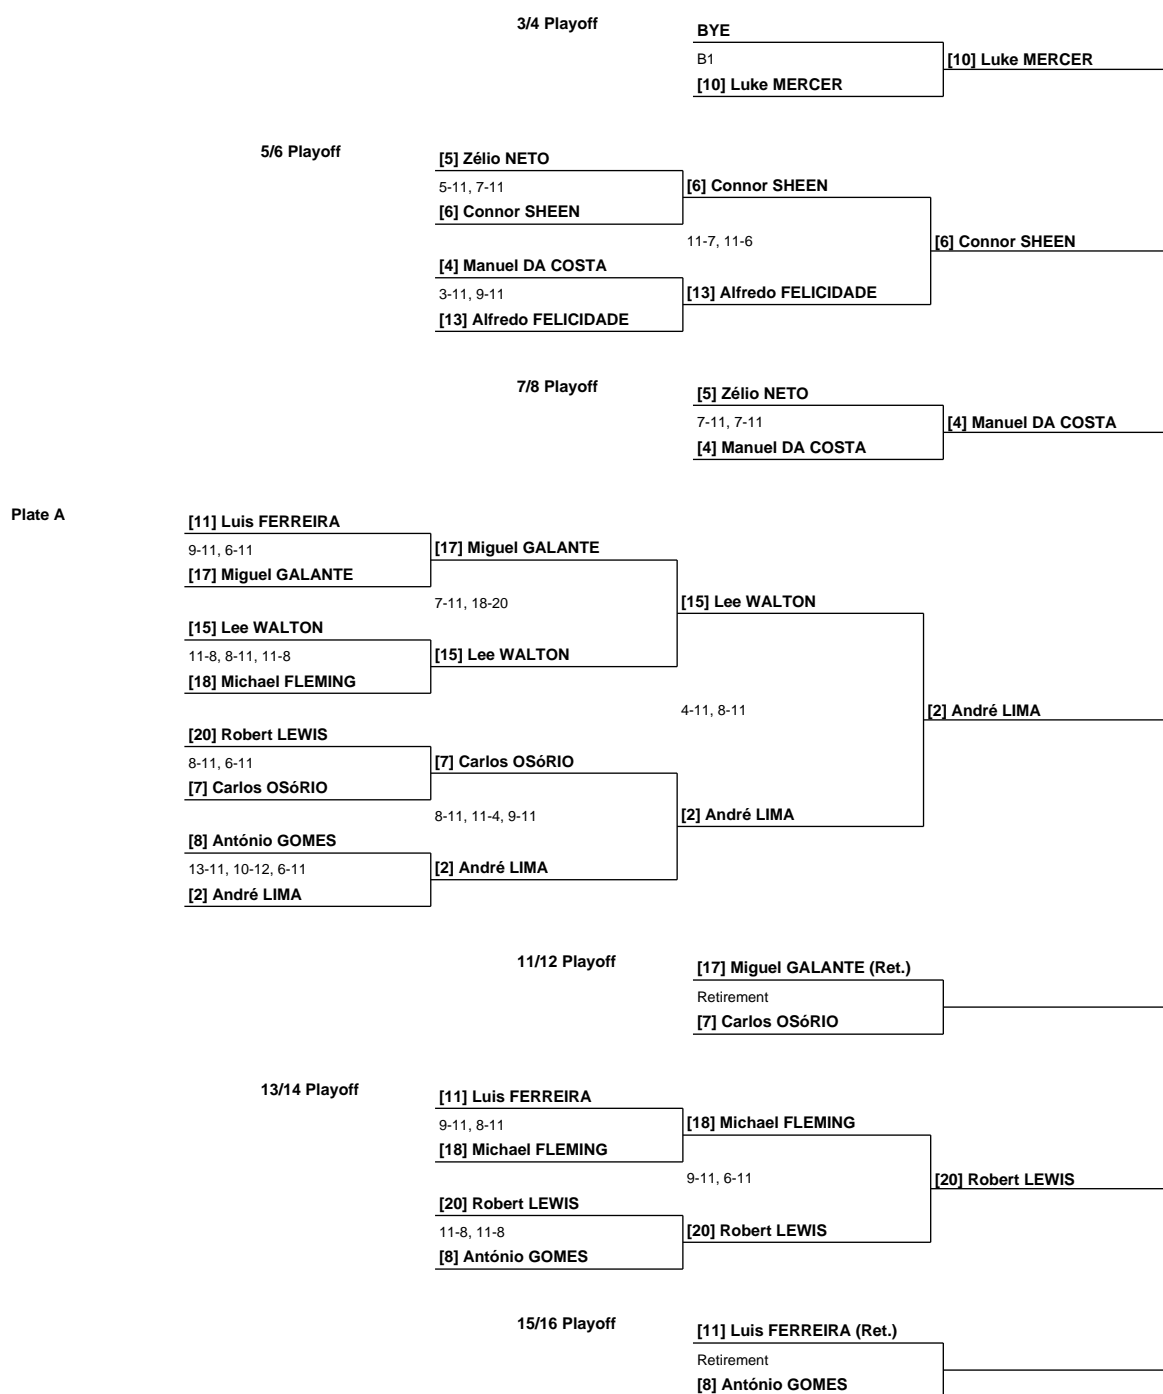 3/4 Playoff
BYE
B1
[10] Luke MERCER
[10] Luke MERCER
5/6 Playoff
[5] Zélio NETO
5-11, 7-11
[6] Connor SHEEN
[6] Connor SHEEN
11-7, 11-6
[6] Connor SHEEN
[4] Manuel DA COSTA
3-11, 9-11
[13] Alfredo FELICIDADE
[13] Alfredo FELICIDADE
7/8 Playoff
[5] Zélio NETO
7-11, 7-11
[4] Manuel DA COSTA
[4] Manuel DA COSTA
Plate A
[11] Luis FERREIRA
9-11, 6-11
[17] Miguel GALANTE
[17] Miguel GALANTE
7-11, 18-20
[15] Lee WALTON
[15] Lee WALTON
11-8, 8-11, 11-8
[15] Lee WALTON
[18] Michael FLEMING
4-11, 8-11
[2] André LIMA
[20] Robert LEWIS
8-11, 6-11
[7] Carlos OSóRIO
[7] Carlos OSóRIO
8-11, 11-4, 9-11
[2] André LIMA
[8] António GOMES
13-11, 10-12, 6-11
[2] André LIMA
[2] André LIMA
11/12 Playoff
[17] Miguel GALANTE (Ret.)
Retirement
[7] Carlos OSóRIO
13/14 Playoff
[11] Luis FERREIRA
9-11, 8-11
[18] Michael FLEMING
[18] Michael FLEMING
9-11, 6-11
[20] Robert LEWIS
[20] Robert LEWIS
11-8, 11-8
[20] Robert LEWIS
[8] António GOMES
15/16 Playoff
[11] Luis FERREIRA (Ret.)
Retirement
[8] António GOMES